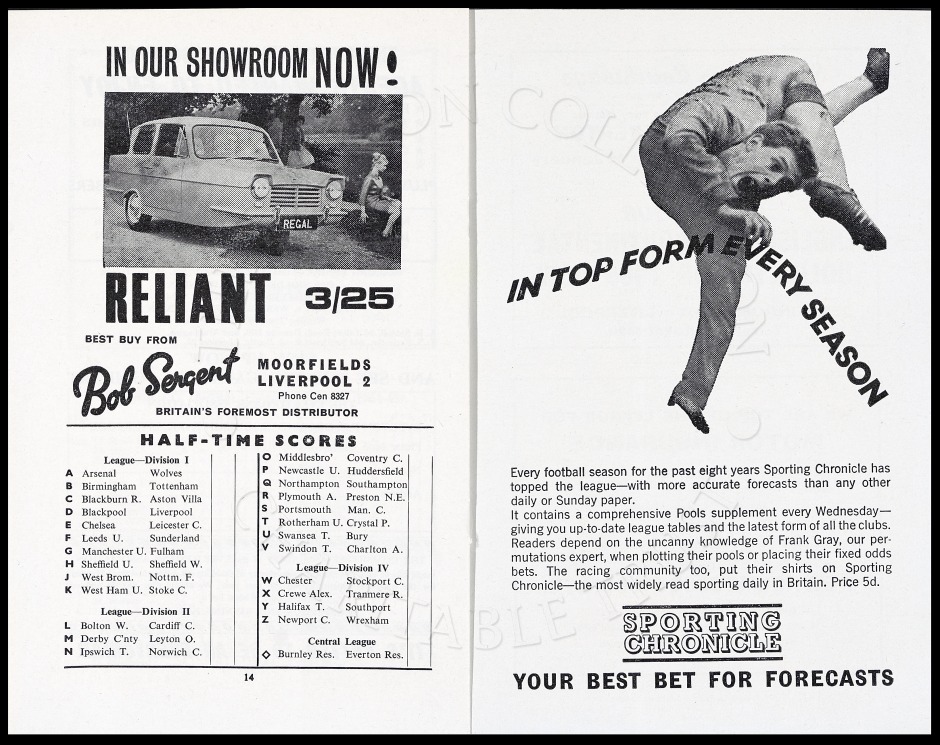 IN OUR SHOWROOM NOW!
REGAL
RELIANT 3/25
BEST BUY FROM
Bob Sergent
MOORFIELDS
LIVERPOOL 2
Phone Cen 8327
BRITAIN'S FOREMOST DISTRIBUTOR
HALF-TIME SCORES
League—Division I
A Arsenal Wolves
B Birmingham Tottenham
C Blackburn R. Aston Villa
D Blackpool Liverpool
E Chelsea Leicester C.
F Leeds U. Sunderland
G Manchester U. Fulham
H Sheffield U. Sheffield W.
J West Brom. Nottm. F.
K West Ham U. Stoke C.
League—Division II
L Bolton W. Cardiff C.
M Derby C'nty Leyton O.
N Ipswich T. Norwich C.
O Middlesbro' Coventry C.
P Newcastle U. Huddersfield
Q Northampton Southampton
R Plymouth A. Preston N.E.
S Portsmouth Man. C.
T Rotherham U. Crystal P.
U Swansea T. Bury
V Swindon T. Charlton A.
League—Division IV
W Chester Stockport C.
X Crewe Alex. Tranmere R.
Y Halifax T. Southport
Z Newport C. Wrexham
Central League
◇ Burnley Res. Everton Res.
14
IN TOP FORM EVERY SEASON
Every football season for the past eight years Sporting Chronicle has
topped the league—with more accurate forecasts than any other
daily or Sunday paper.
It contains a comprehensive Pools supplement every Wednesday—
giving you up-to-date league tables and the latest form of all the clubs.
Readers depend on the uncanny knowledge of Frank Gray, our per-
mutations expert, when plotting their pools or placing their fixed odds
bets. The racing community too, put their shirts on Sporting
Chronicle—the most widely read sporting daily in Britain. Price 5d.
SPORTING
CHRONICLE
YOUR BEST BET FOR FORECASTS